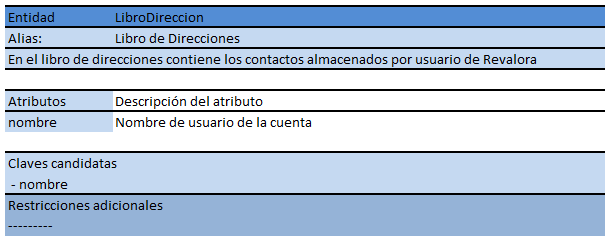 Entidad LibroDireccion
Alias: Libro de Direcciones
En el libro de direcciones contiene los contactos almacenados por usuario de Revalora
Atributos Descripción del atributo
nombre Nombre de usuario de la cuenta
Claves candidatas
- nombre
Restricciones adicionales
---------